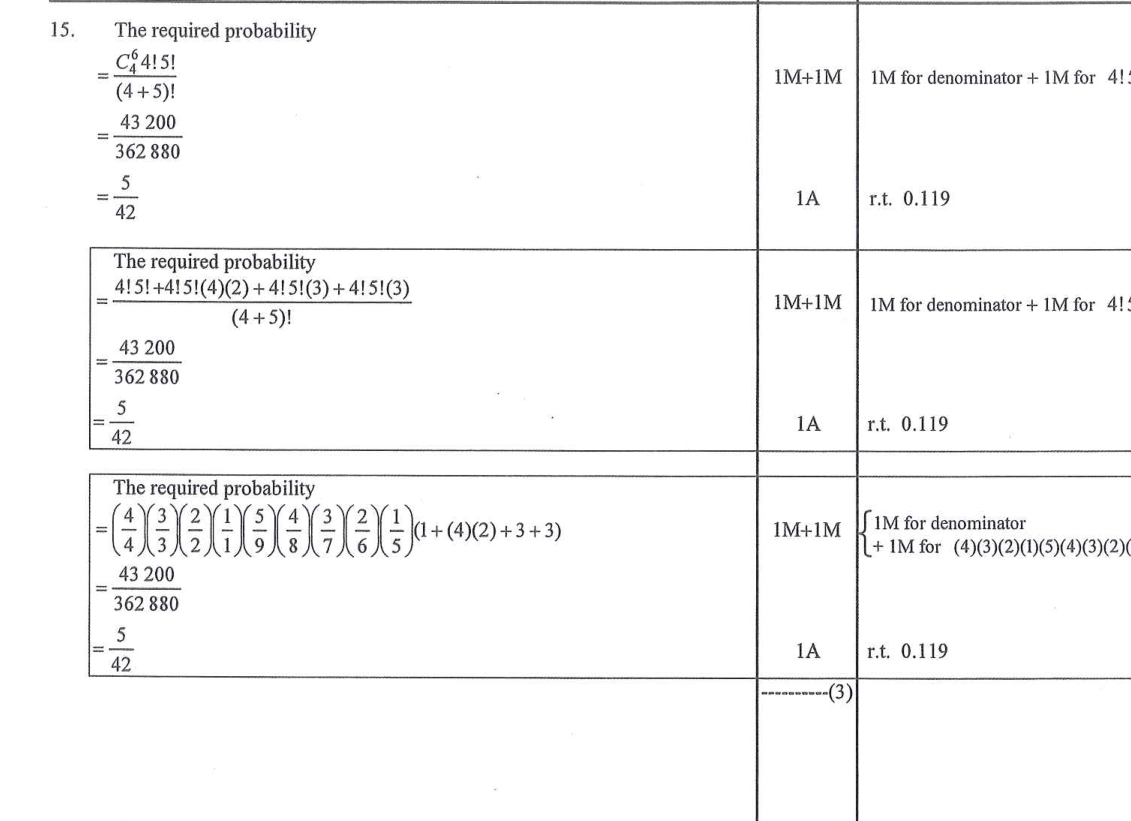 15. The required probability
= C⁶₄ 4! 5! / (4 + 5)! 1M+1M 1M for denominator + 1M for 4!
= 43 200 / 362 880
= 5 / 42 1A r.t. 0.119
The required probability
= 4! 5! + 4! 5! (4)(2) + 4! 5! (3) + 4! 5! (3) / (4 + 5)! 1M+1M 1M for denominator + 1M for 4!
= 43 200 / 362 880
= 5 / 42 1A r.t. 0.119
The required probability
= (4/4)(3/3)(2/2)(1/1)(5/9)(4/8)(3/7)(2/6)(1/5)(1 + (4)(2) + 3 + 3) 1M+1M { 1M for denominator
+ 1M for (4)(3)(2)(1)(5)(4)(3)(2)(
= 43 200 / 362 880
= 5 / 42 1A r.t. 0.119
----------(3)